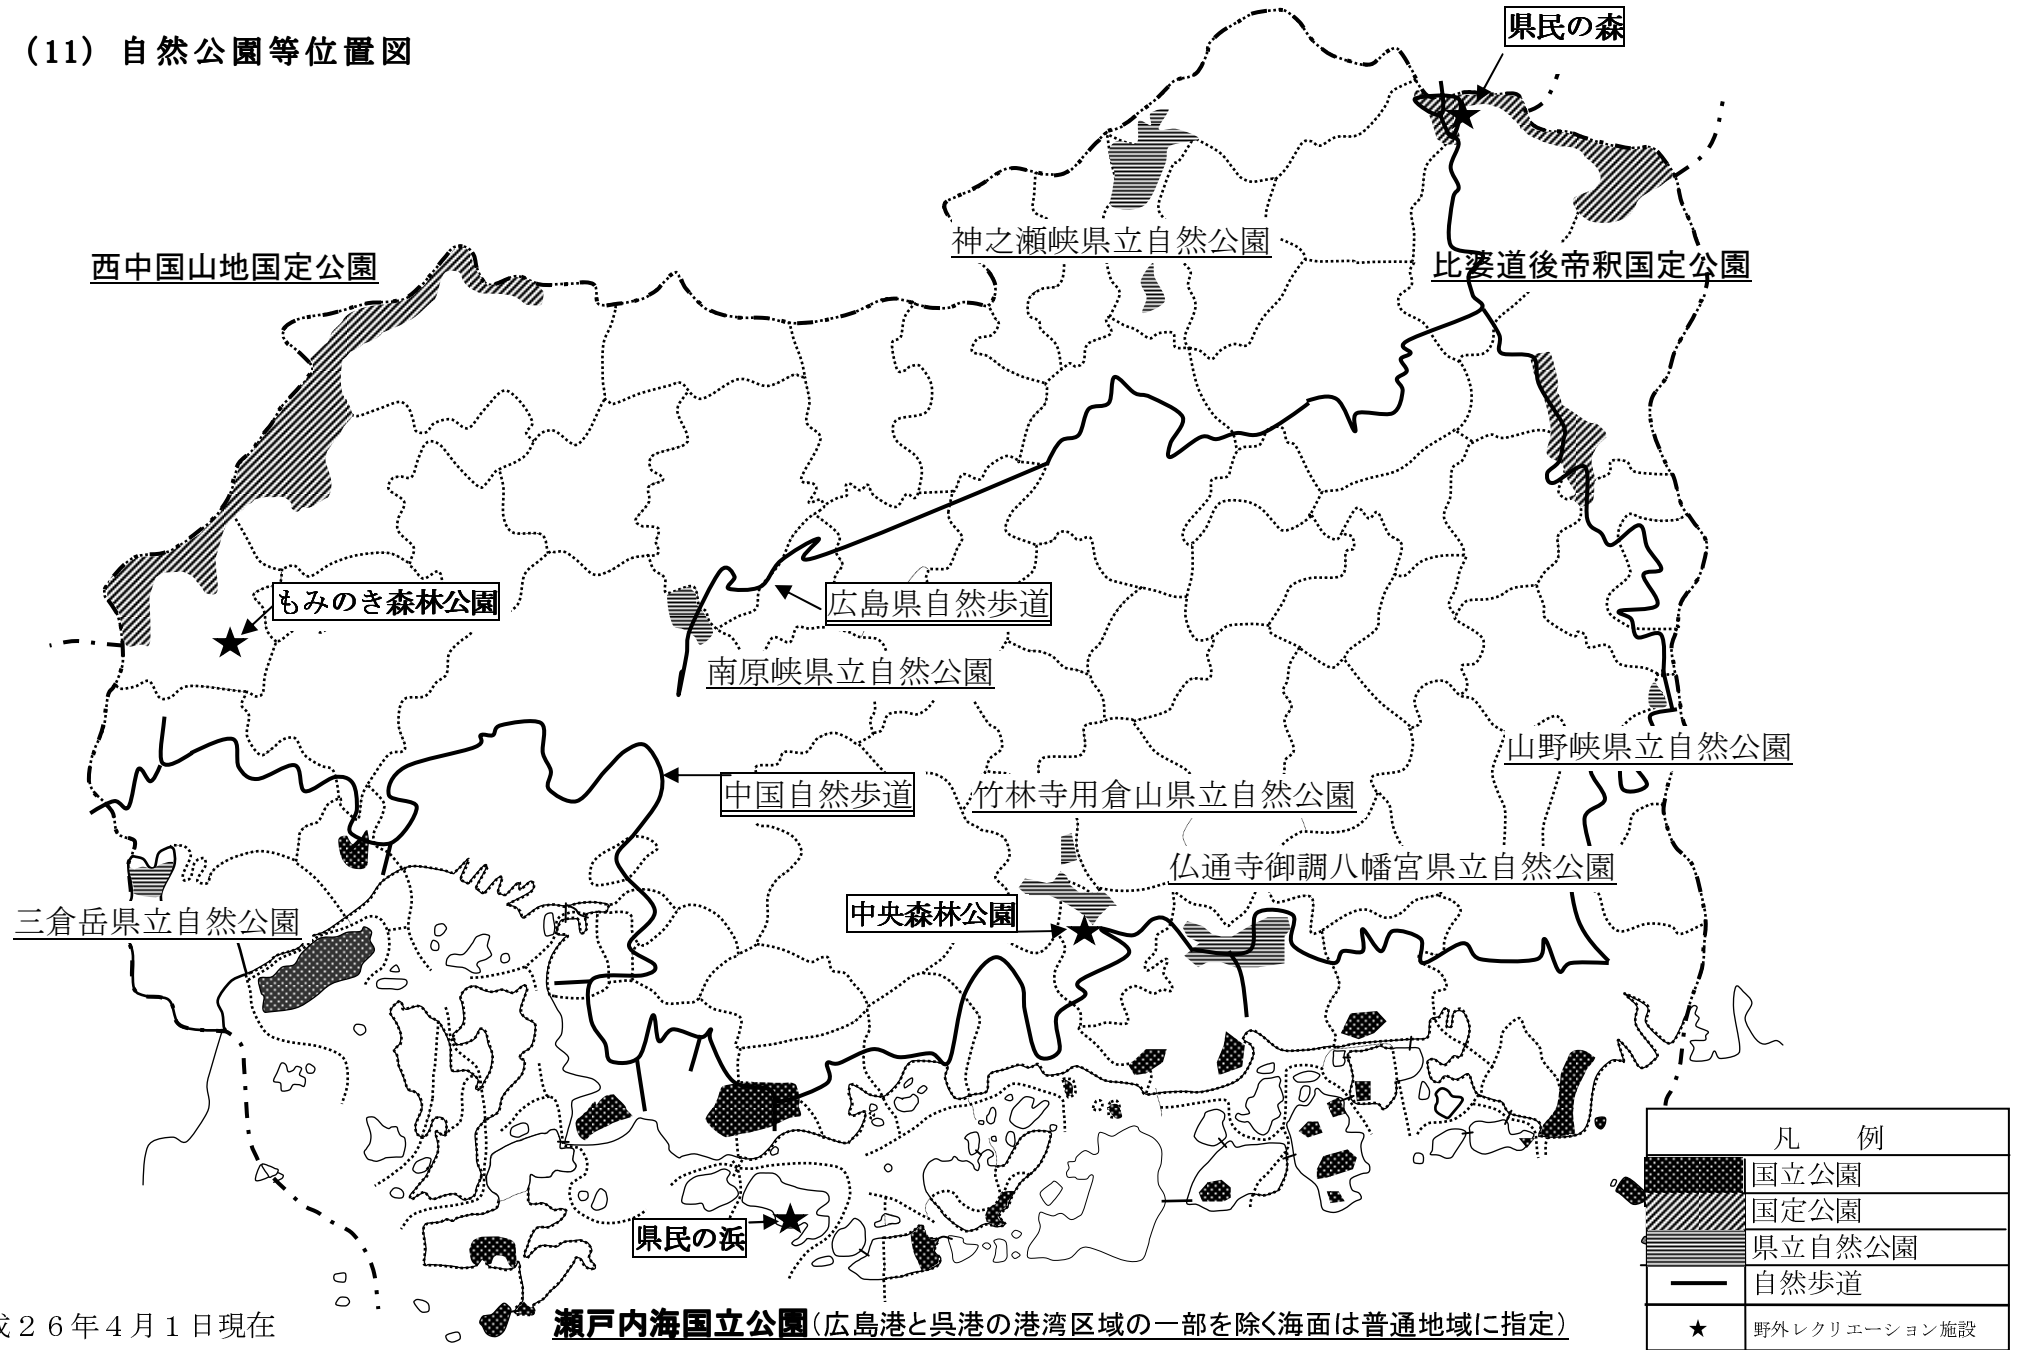 (11) 自然公園等位置図
県民の森
神之瀬峡県立自然公園
西中国山地国定公園
比婆道後帝釈国定公園
もみのき森林公園
広島県自然歩道
南原峡県立自然公園
山野峡県立自然公園
中国自然歩道
竹林寺用倉山県立自然公園
仏通寺御調八幡宮県立自然公園
中央森林公園
三倉岳県立自然公園
県民の浜
凡 例
国立公園
国定公園
県立自然公園
自然歩道
★ 野外レクリエーション施設
瀬戸内海国立公園(広島港と呉港の港湾区域の一部を除く海面は普通地域に指定)
２６年４月１日現在